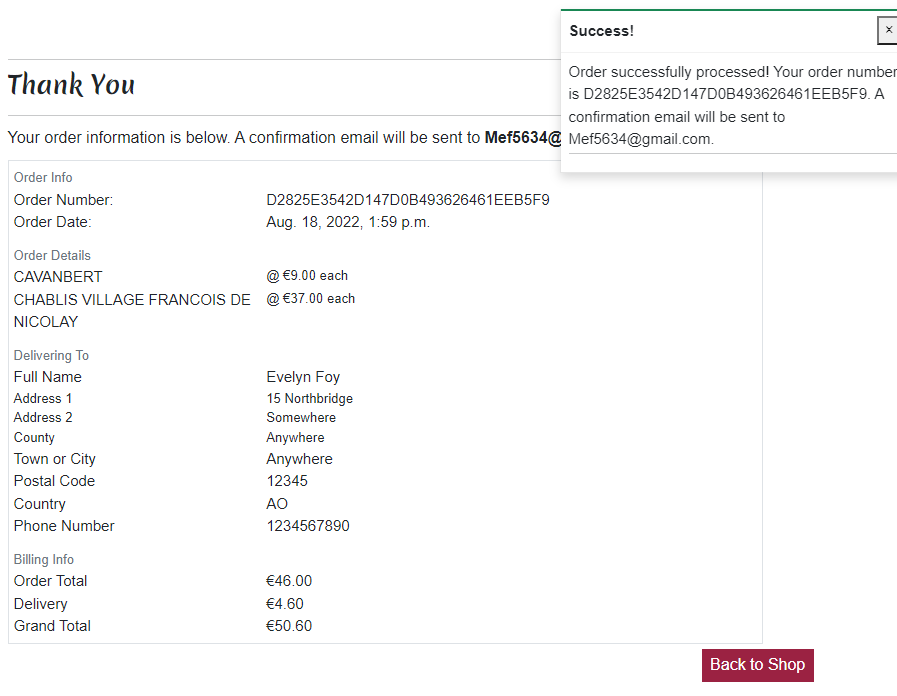 Success!
×
Order successfully processed! Your order number
is D2825E3542D147D0B493626461EEB5F9. A
confirmation email will be sent to
Mef5634@gmail.com.
Thank You
Your order information is below. A confirmation email will be sent to Mef5634@
Order Info
Order Number: D2825E3542D147D0B493626461EEB5F9
Order Date: Aug. 18, 2022, 1:59 p.m.
Order Details
CAVANBERT @ €9.00 each
CHABLIS VILLAGE FRANCOIS DE @ €37.00 each
NICOLAY
Delivering To
Full Name Evelyn Foy
Address 1 15 Northbridge
Address 2 Somewhere
County Anywhere
Town or City Anywhere
Postal Code 12345
Country AO
Phone Number 1234567890
Billing Info
Order Total €46.00
Delivery €4.60
Grand Total €50.60
Back to Shop